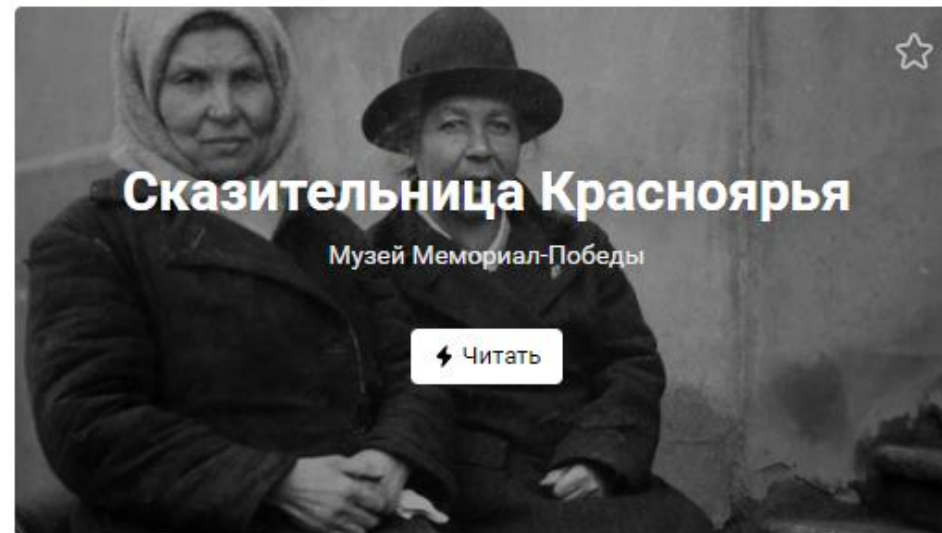 Сказительница Красноярья
Музей Мемориал-Победы
Читать